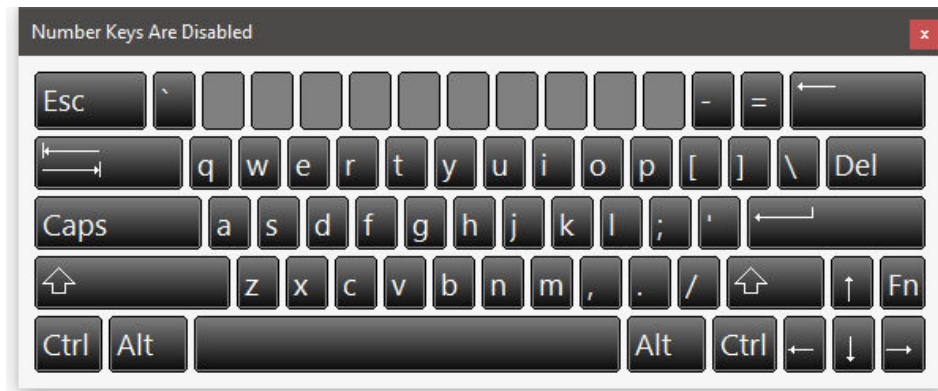 Number Keys Are Disabled x
Esc ` - =
q w e r t y u i o p [ ] \ Del
Caps a s d f g h j k l ; '
z x c v b n m , . / Fn
Ctrl Alt Alt Ctrl